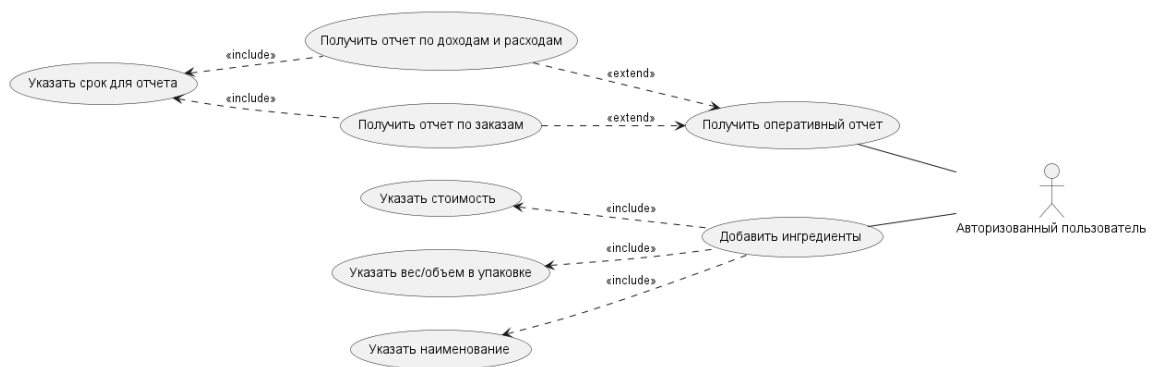 Получить отчет по доходам и расходам
«include»
«extend»
Указать срок для отчета
«include»
Получить отчет по заказам
«extend»
Получить оперативный отчет
Указать стоимость
«include»
Авторизованный пользователь
Добавить ингредиенты
«include»
Указать вес/объем в упаковке
«include»
Указать наименование